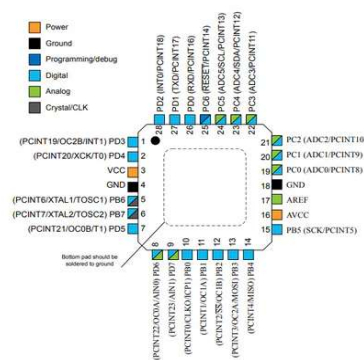 Power
Ground
Programming/debug
Digital
Analog
Crystal/CLK
PD2 (INT0/PCINT18)
PD1 (TXD/PCINT17)
PD0 (RXD/PCINT16)
PC6 (RESET/PCINT14)
PC5 (ADC5/SCL/PCINT13)
PC4 (ADC4/SDA/PCINT12)
PC3 (ADC3/PCINT11)
28
27
26
25
24
23
22
(PCINT19/OC2B/INT1) PD3
1
(PCINT20/XCK/T0) PD4
2
VCC
3
GND
4
(PCINT6/XTAL1/TOSC1) PB6
5
(PCINT7/XTAL2/TOSC2) PB7
6
(PCINT21/OC0B/T1) PD5
7
21
PC2 (ADC2/PCINT10
20
PC1 (ADC1/PCINT9)
19
PC0 (ADC0/PCINT8)
18
GND
17
AREF
16
AVCC
15
PB5 (SCK/PCINT5)
Bottom pad should be
soldered to ground
8
9
10
11
12
13
14
(PCINT22/OC0A/AIN0) PD6
(PCINT23/AIN1) PD7
(PCINT0/CLKO/ICP1) PB0
(PCINT1/OC1A) PB1
(PCINT2/SS/OC1B) PB2
(PCINT3/OC2A/MOSI) PB3
(PCINT4/MISO) PB4